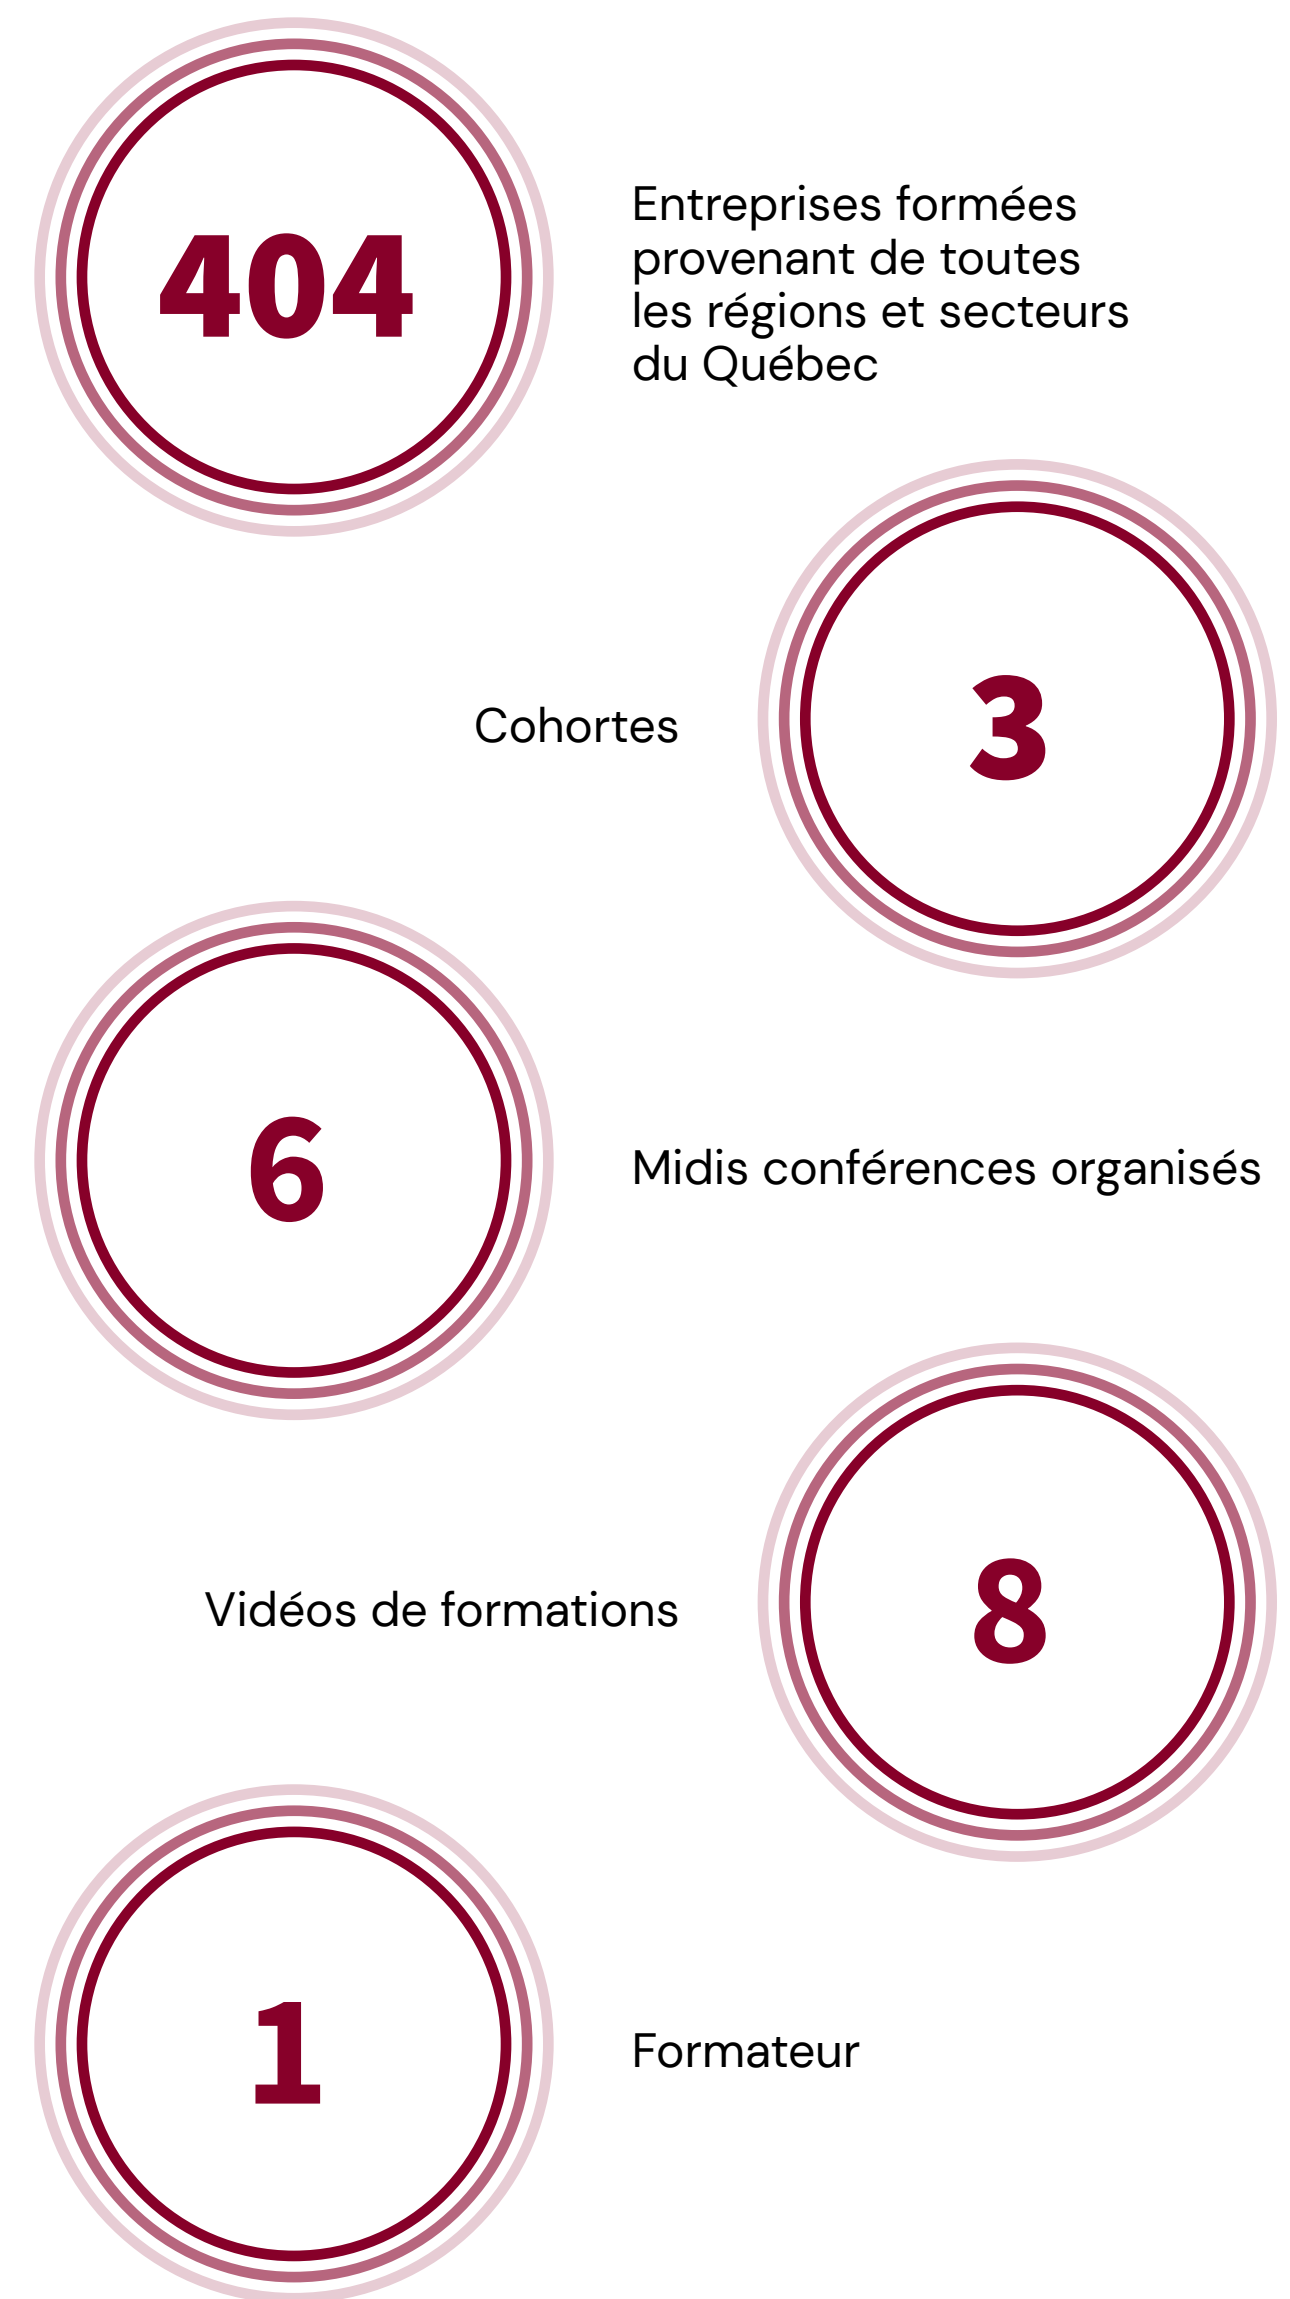 404
Entreprises formées
provenant de toutes
les régions et secteurs
du Québec
Cohortes
3
6
Midis conférences organisés
Vidéos de formations
8
1
Formateur